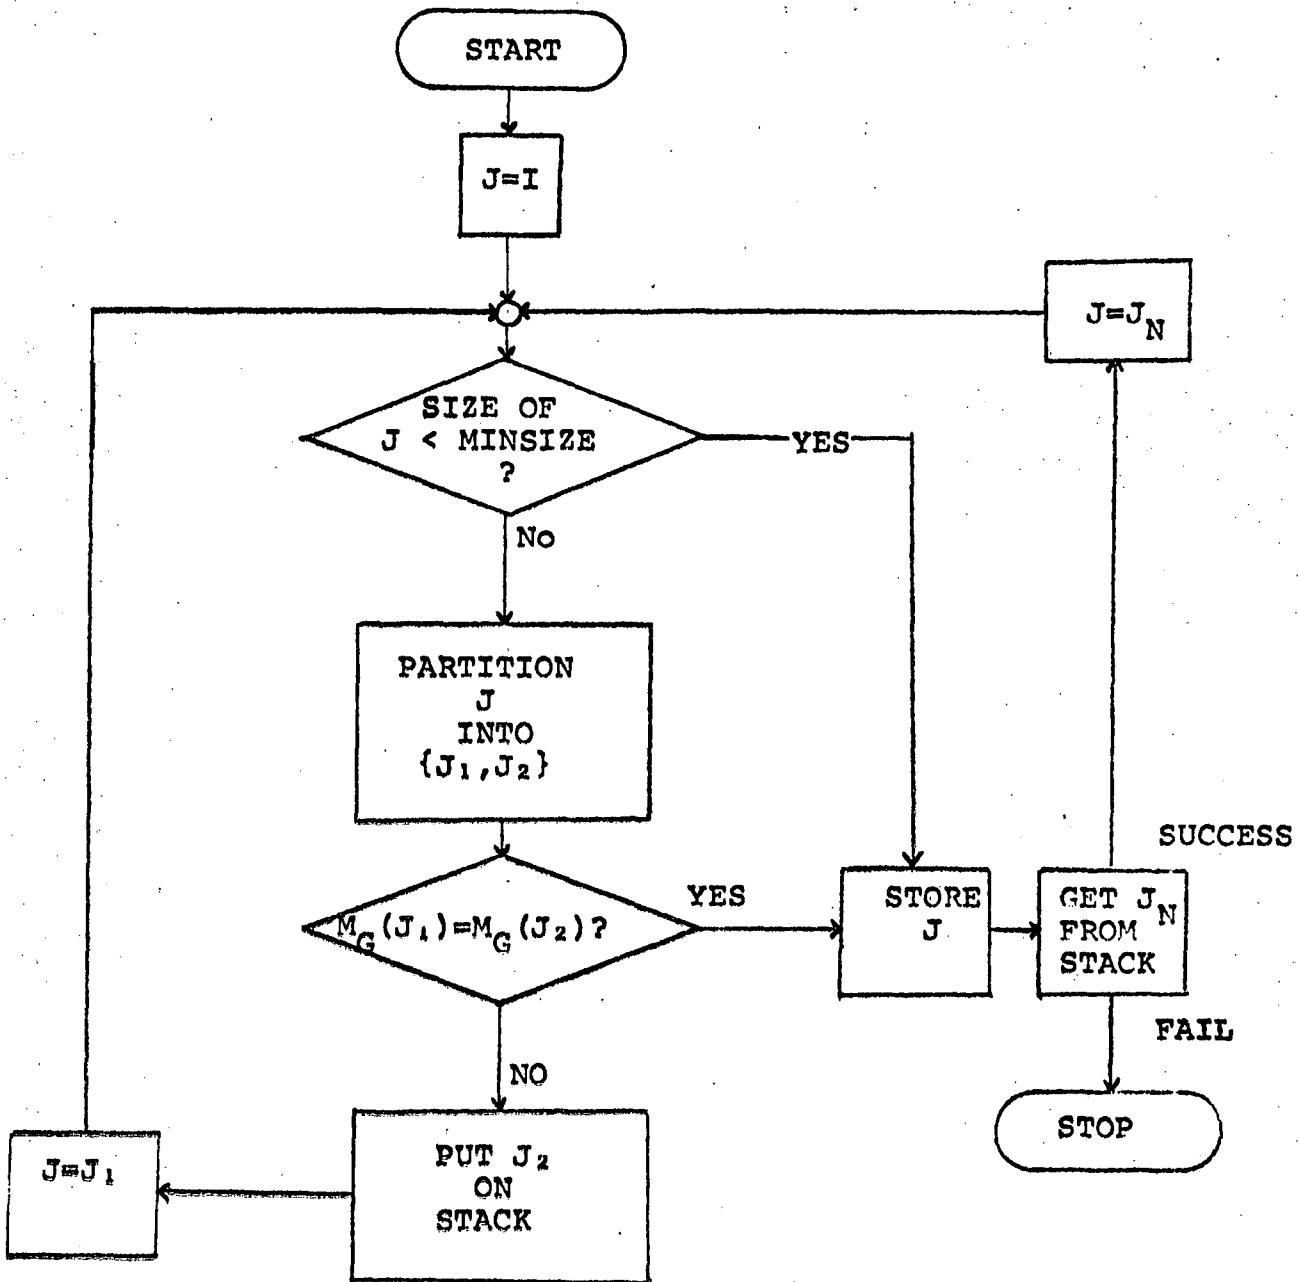 START
J=I
J=J_N
SIZE OF
J < MINSIZE
?
YES
No
PARTITION
J
INTO
{J₁,J₂}
SUCCESS
M_G(J₁)=M_G(J₂)?
YES
STORE
J
GET J_N
FROM
STACK
FAIL
NO
STOP
J=J₁
PUT J₂
ON
STACK